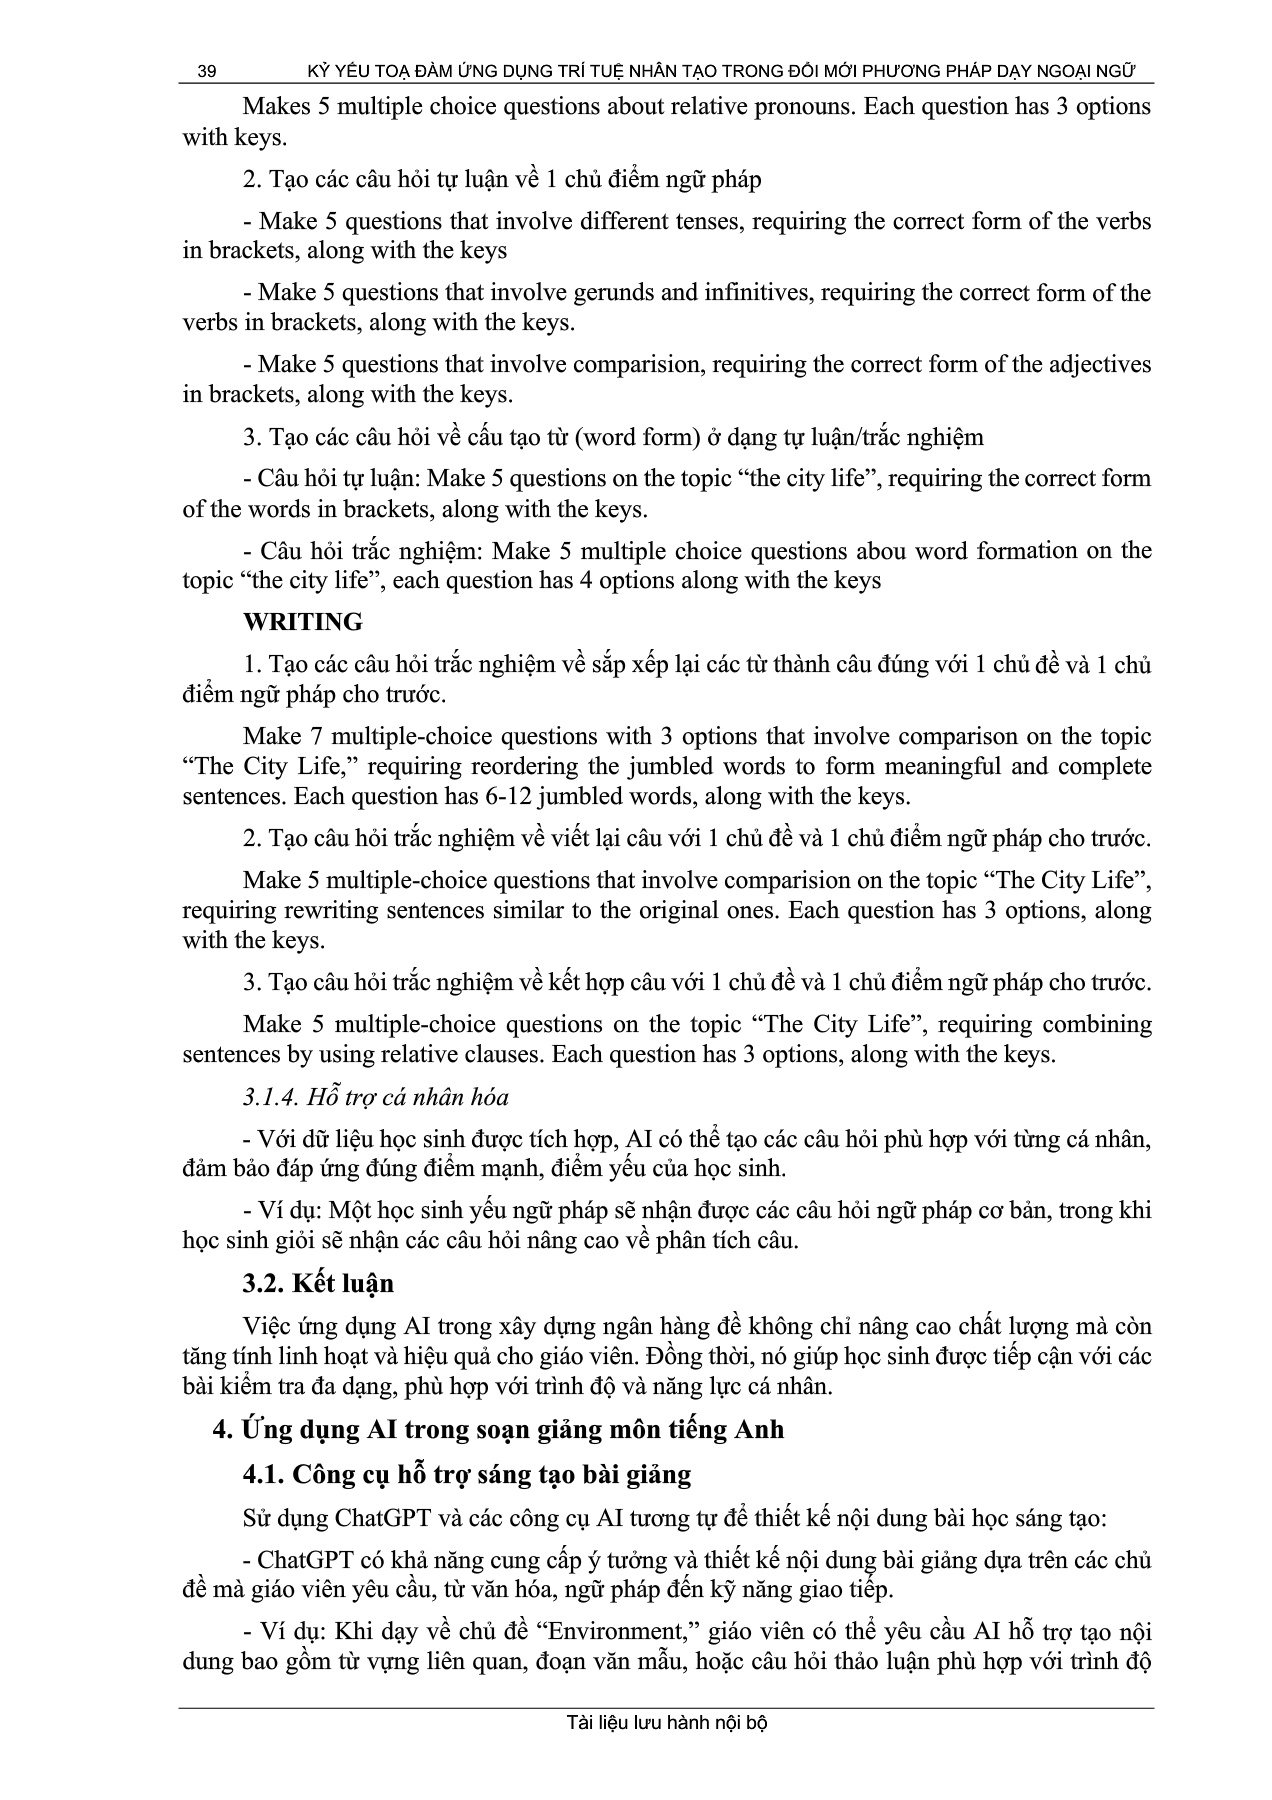 39 KỶ YẾU TOẠ ĐÀM ỨNG DỤNG TRÍ TUỆ NHÂN TẠO TRONG ĐỔI MỚI PHƯƠNG PHÁP DẠY NGOẠI NGỮ
Makes 5 multiple choice questions about relative pronouns. Each question has 3 options
with keys.
2. Tạo các câu hỏi tự luận về 1 chủ điểm ngữ pháp
- Make 5 questions that involve different tenses, requiring the correct form of the verbs
in brackets, along with the keys
- Make 5 questions that involve gerunds and infinitives, requiring the correct form of the
verbs in brackets, along with the keys.
- Make 5 questions that involve comparision, requiring the correct form of the adjectives
in brackets, along with the keys.
3. Tạo các câu hỏi về cấu tạo từ (word form) ở dạng tự luận/trắc nghiệm
- Câu hỏi tự luận: Make 5 questions on the topic “the city life”, requiring the correct form
of the words in brackets, along with the keys.
- Câu hỏi trắc nghiệm: Make 5 multiple choice questions abou word formation on the
topic “the city life”, each question has 4 options along with the keys
WRITING
1. Tạo các câu hỏi trắc nghiệm về sắp xếp lại các từ thành câu đúng với 1 chủ đề và 1 chủ
điểm ngữ pháp cho trước.
Make 7 multiple-choice questions with 3 options that involve comparison on the topic
“The City Life,” requiring reordering the jumbled words to form meaningful and complete
sentences. Each question has 6-12 jumbled words, along with the keys.
2. Tạo câu hỏi trắc nghiệm về viết lại câu với 1 chủ đề và 1 chủ điểm ngữ pháp cho trước.
Make 5 multiple-choice questions that involve comparision on the topic “The City Life”,
requiring rewriting sentences similar to the original ones. Each question has 3 options, along
with the keys.
3. Tạo câu hỏi trắc nghiệm về kết hợp câu với 1 chủ đề và 1 chủ điểm ngữ pháp cho trước.
Make 5 multiple-choice questions on the topic “The City Life”, requiring combining
sentences by using relative clauses. Each question has 3 options, along with the keys.
3.1.4. Hỗ trợ cá nhân hóa
- Với dữ liệu học sinh được tích hợp, AI có thể tạo các câu hỏi phù hợp với từng cá nhân,
đảm bảo đáp ứng đúng điểm mạnh, điểm yếu của học sinh.
- Ví dụ: Một học sinh yếu ngữ pháp sẽ nhận được các câu hỏi ngữ pháp cơ bản, trong khi
học sinh giỏi sẽ nhận các câu hỏi nâng cao về phân tích câu.
3.2. Kết luận
Việc ứng dụng AI trong xây dựng ngân hàng đề không chỉ nâng cao chất lượng mà còn
tăng tính linh hoạt và hiệu quả cho giáo viên. Đồng thời, nó giúp học sinh được tiếp cận với các
bài kiểm tra đa dạng, phù hợp với trình độ và năng lực cá nhân.
4. Ứng dụng AI trong soạn giảng môn tiếng Anh
4.1. Công cụ hỗ trợ sáng tạo bài giảng
Sử dụng ChatGPT và các công cụ AI tương tự để thiết kế nội dung bài học sáng tạo:
- ChatGPT có khả năng cung cấp ý tưởng và thiết kế nội dung bài giảng dựa trên các chủ
đề mà giáo viên yêu cầu, từ văn hóa, ngữ pháp đến kỹ năng giao tiếp.
- Ví dụ: Khi dạy về chủ đề “Environment,” giáo viên có thể yêu cầu AI hỗ trợ tạo nội
dung bao gồm từ vựng liên quan, đoạn văn mẫu, hoặc câu hỏi thảo luận phù hợp với trình độ
Tài liệu lưu hành nội bộ